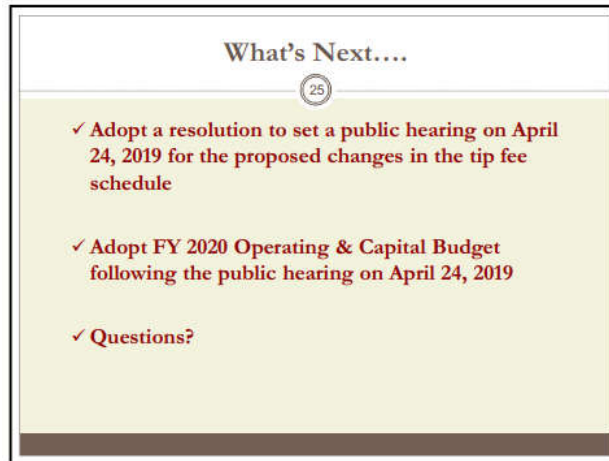 What's Next....
25
✓ Adopt a resolution to set a public hearing on April
24, 2019 for the proposed changes in the tip fee
schedule
✓ Adopt FY 2020 Operating & Capital Budget
following the public hearing on April 24, 2019
✓ Questions?